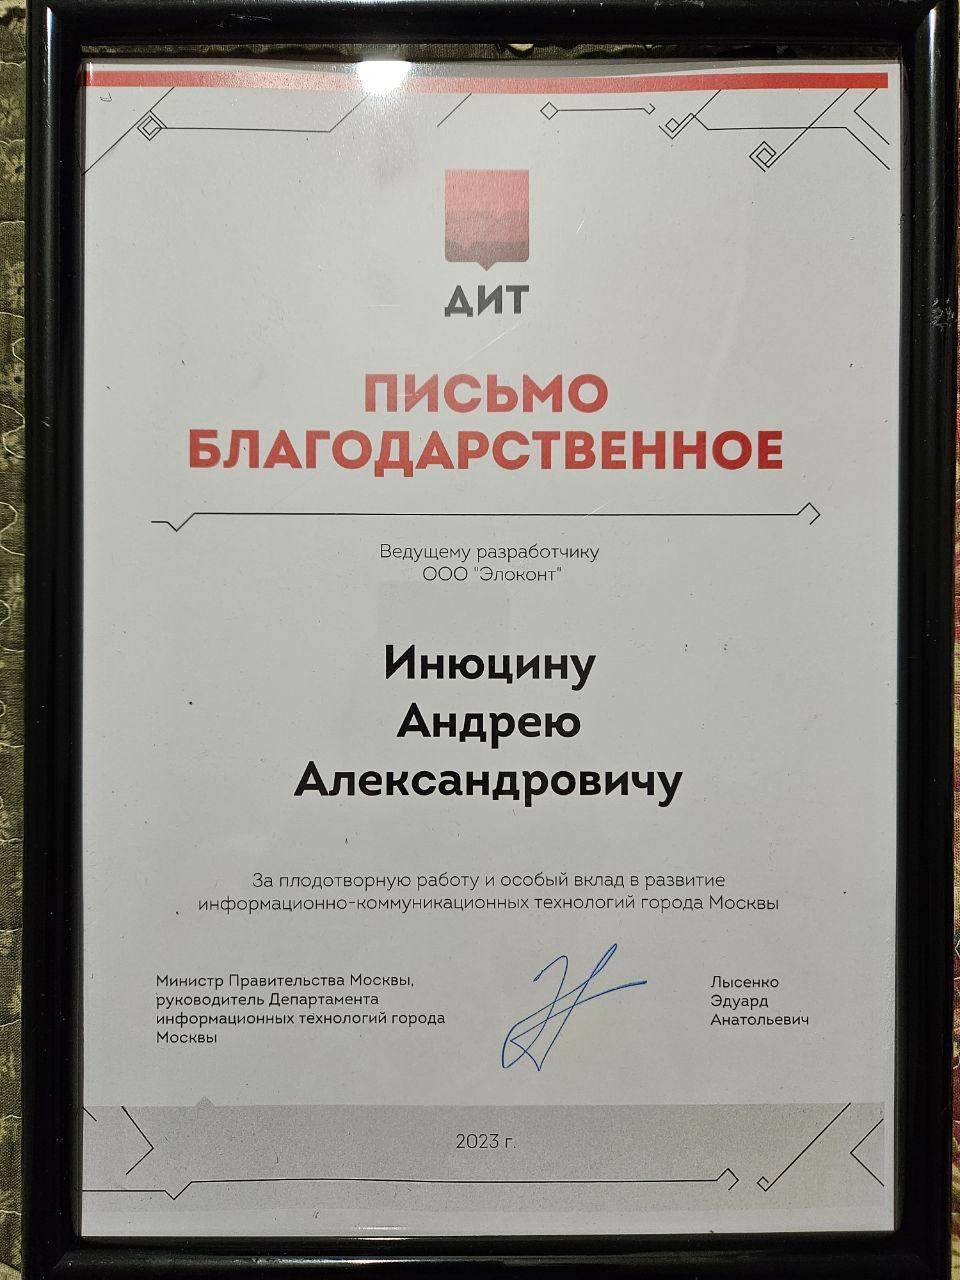 ДИТ
ПИСЬМО
БЛАГОДАРСТВЕННОЕ
Ведущему разработчику
ООО "Элоконт"
Инюцину
Андрею
Александровичу
За плодотворную работу и особый вклад в развитие
информационно-коммуникационных технологий города Москвы
Министр Правительства Москвы,
руководитель Департамента
информационных технологий города
Москвы
Лысенко
Эдуард
Анатольевич
2023 г.